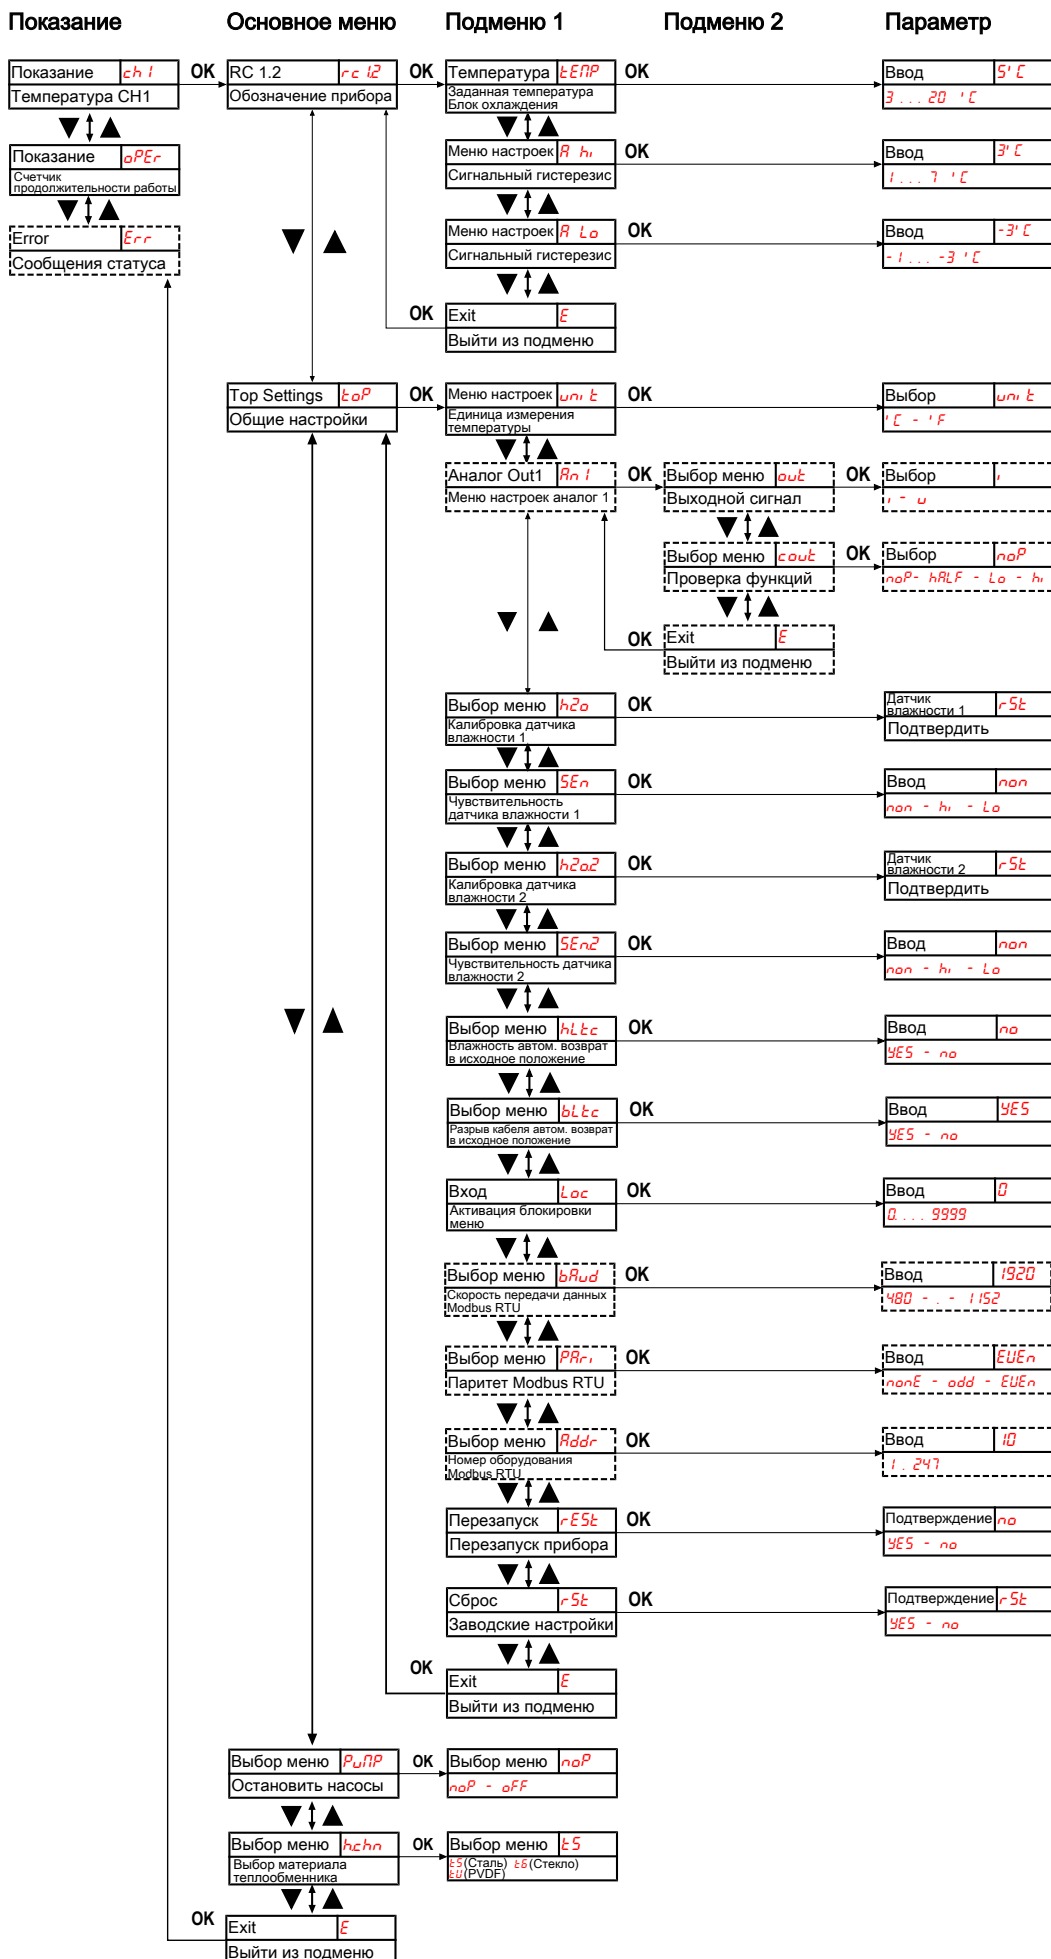 Показание Основное меню Подменю 1 Подменю 2 Параметр
Показание ch1 OK RC 1.2 rc 1.2 OK Температура tEMP OK Ввод 5°C
Температура CH1 Обозначение прибора Заданная температура 3 ... 20 °C
Блок охлаждения
Показание oPEr Меню настроек A hi OK Ввод 3°C
Счетчик Сигнальный гистерезис 1 ... 7 °C
продолжительности работы
Error Err Меню настроек A Lo OK Ввод -3°C
Сообщения статуса Сигнальный гистерезис -1 ... -3 °C
OK Exit E
Выйти из подменю
Top Settings toP OK Меню настроек unit OK Выбор unit
Общие настройки Единица измерения °C - °F
температуры
Аналог Out1 An1 OK Выбор меню out OK Выбор i
Меню настроек аналог 1 Выходной сигнал i - u
Выбор меню cout OK Выбор noP
Проверка функций noP- hALF - Lo - hi
OK Exit E
Выйти из подменю
Выбор меню h2o OK Датчик влажности 1 rSt
Калибровка датчика Подтвердить
влажности 1
Выбор меню SEn OK Ввод non
Чувствительность non - hi - Lo
датчика влажности 1
Выбор меню h2o.2 OK Датчик влажности 2 rSt
Калибровка датчика Подтвердить
влажности 2
Выбор меню SEn.2 OK Ввод non
Чувствительность датчика non - hi - Lo
влажности 2
Выбор меню hLtc OK Ввод no
Влажность автом. возврат YES - no
в исходное положение
Выбор меню bLtc OK Ввод YES
Разрыв кабеля автом. возврат YES - no
в исходное положение
Вход Loc OK Ввод 0
Активация блокировки 0. ... 9999
меню
Выбор меню bAud OK Ввод 1920
Скорость передачи данных 480 - . - 1152
Modbus RTU
Выбор меню PAri OK Ввод EUEn
Паритет Modbus RTU nonE - odd - EUEn
Выбор меню Addr OK Ввод 10
Номер оборудования 1 . 247
Modbus RTU
Перезапуск rESt OK Подтверждение no
Перезапуск прибора YES - no
Сброс rSt OK Подтверждение rSt
Заводские настройки YES - no
OK Exit E
Выйти из подменю
Выбор меню PuMP OK Выбор меню noP
Остановить насосы noP - oFF
Выбор меню h.chn OK Выбор меню tS
Выбор материала tS(Сталь) tG(Стекло)
теплообменника tU(PVDF)
OK Exit E
Выйти из подменю